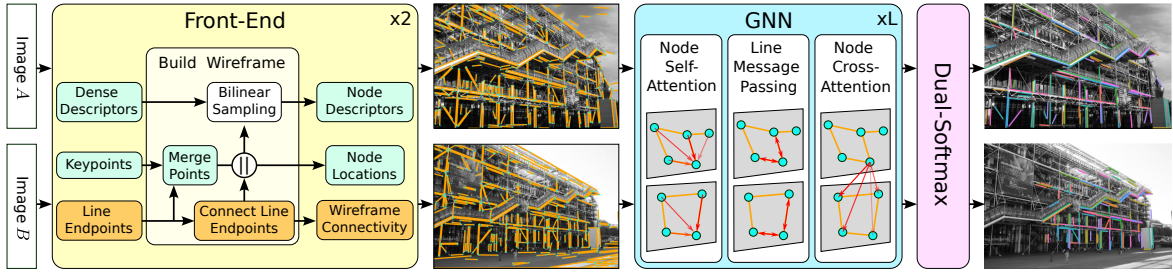 Image A
Image B
Front-End
x2
Build Wireframe
Dense
Descriptors
Bilinear
Sampling
Node
Descriptors
Keypoints
Merge
Points
||
Node
Locations
Line
Endpoints
Connect Line
Endpoints
Wireframe
Connectivity
GNN
xL
Node
Self-
Attention
Line
Message
Passing
Node
Cross-
Attention
Dual-Softmax